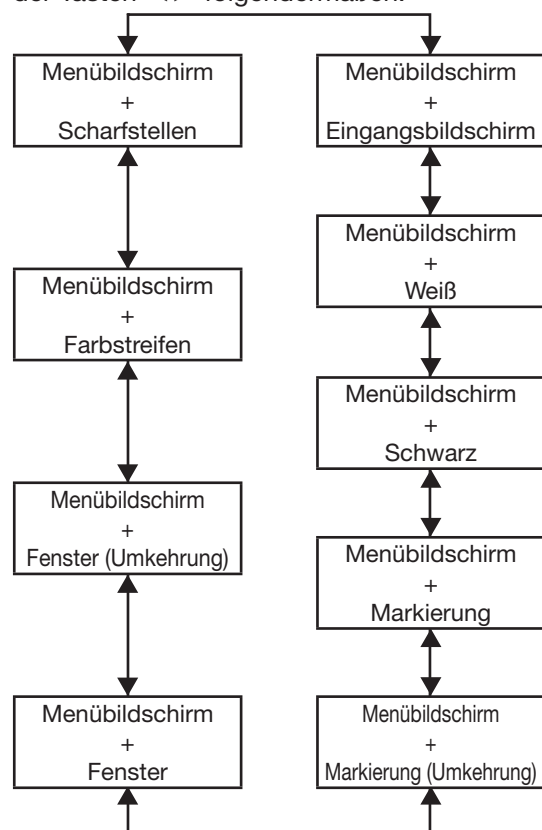 Menübildschirm
+
Scharfstellen
Menübildschirm
+
Farbstreifen
Menübildschirm
+
Fenster (Umkehrung)
Menübildschirm
+
Fenster
Menübildschirm
+
Eingangsbildschirm
Menübildschirm
+
Weiß
Menübildschirm
+
Schwarz
Menübildschirm
+
Markierung
Menübildschirm
+
Markierung (Umkehrung)